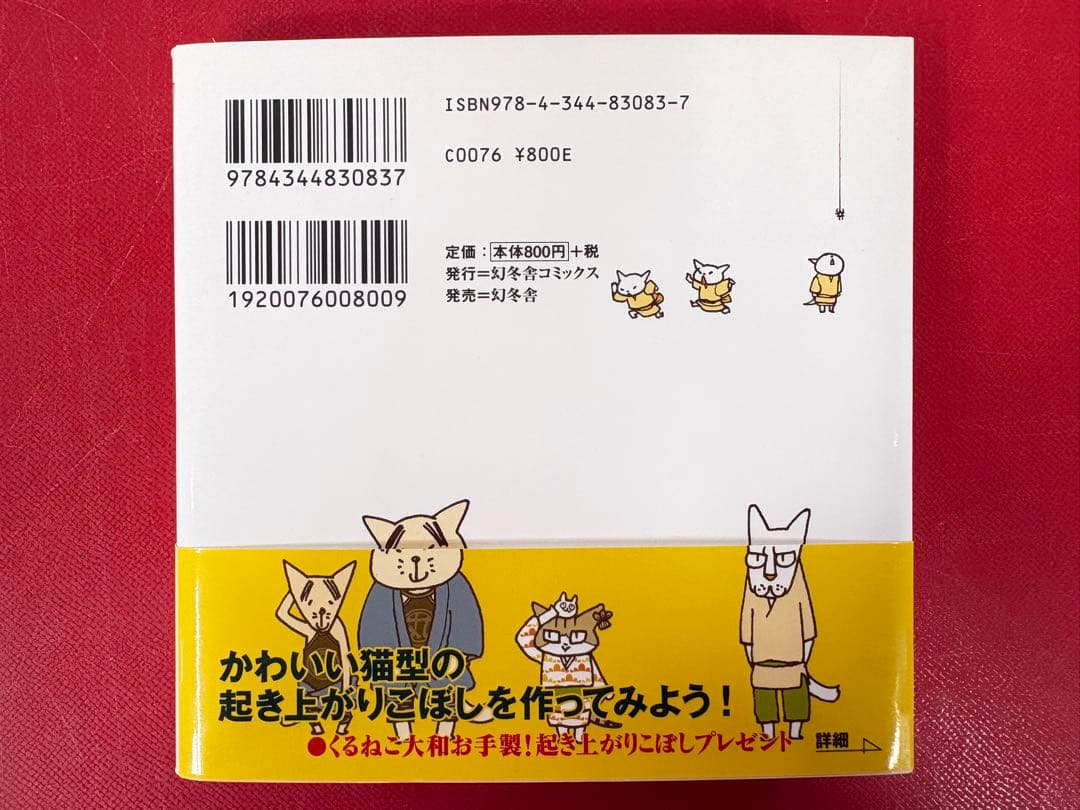 ISBN978-4-344-83083-7
9784344830837
C0076 ¥800E
定価：本体800円＋税
発行＝幻冬舎コミックス
発売＝幻冬舎
1920076008009
かわいい猫型の
起き上がりこぼしを作ってみよう！
●くるねこ大和お手製！起き上がりこぼしプレゼント 詳細